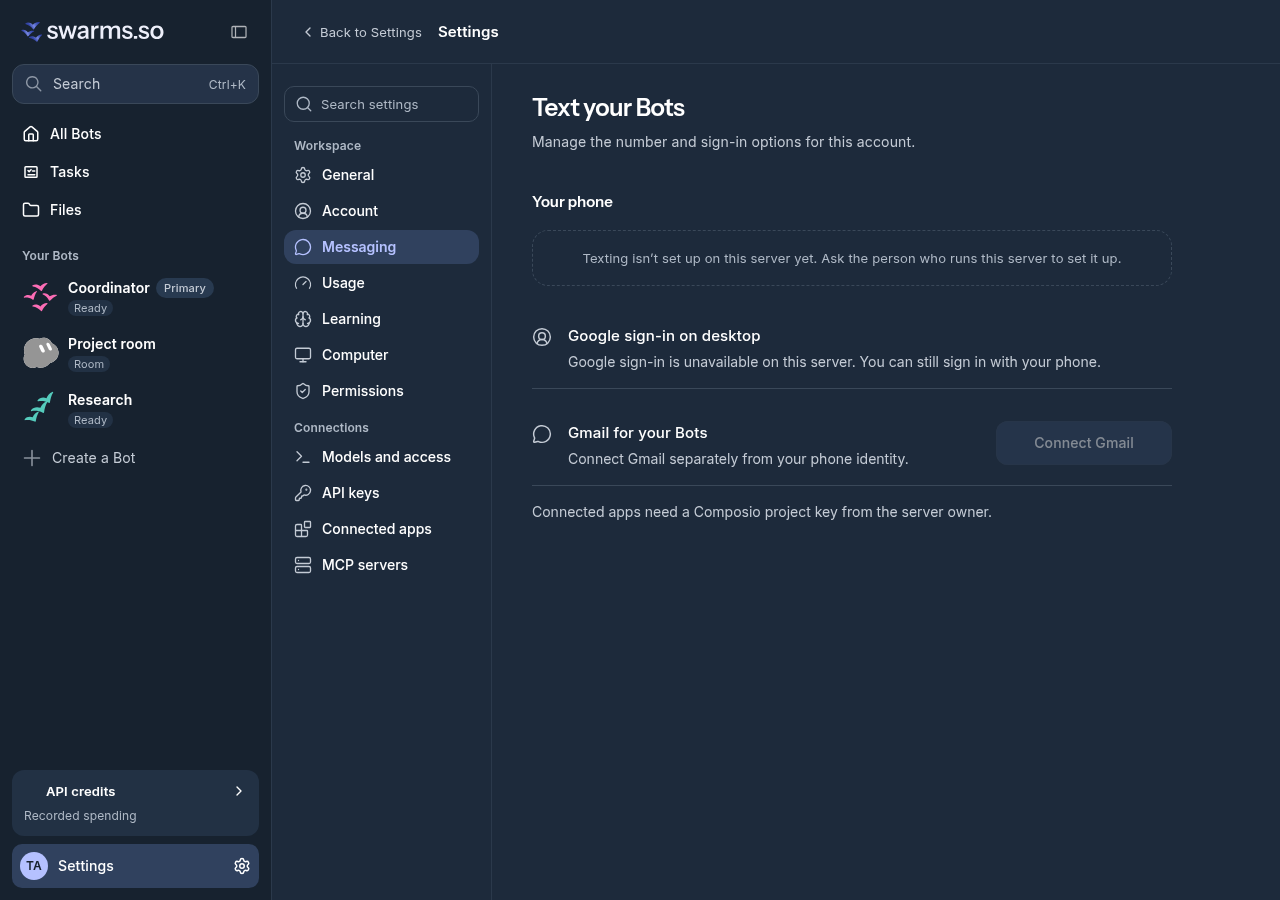 swarms.so
Search Ctrl+K
All Bots
Tasks
Files
Your Bots
Coordinator Primary
Ready
Project room
Room
Research
Ready
Create a Bot
API credits
Recorded spending
TA Settings
Back to Settings Settings
Search settings
Workspace
General
Account
Messaging
Usage
Learning
Computer
Permissions
Connections
Models and access
API keys
Connected apps
MCP servers
Text your Bots
Manage the number and sign-in options for this account.
Your phone
Texting isn’t set up on this server yet. Ask the person who runs this server to set it up.
Google sign-in on desktop
Google sign-in is unavailable on this server. You can still sign in with your phone.
Gmail for your Bots
Connect Gmail separately from your phone identity.
Connect Gmail
Connected apps need a Composio project key from the server owner.